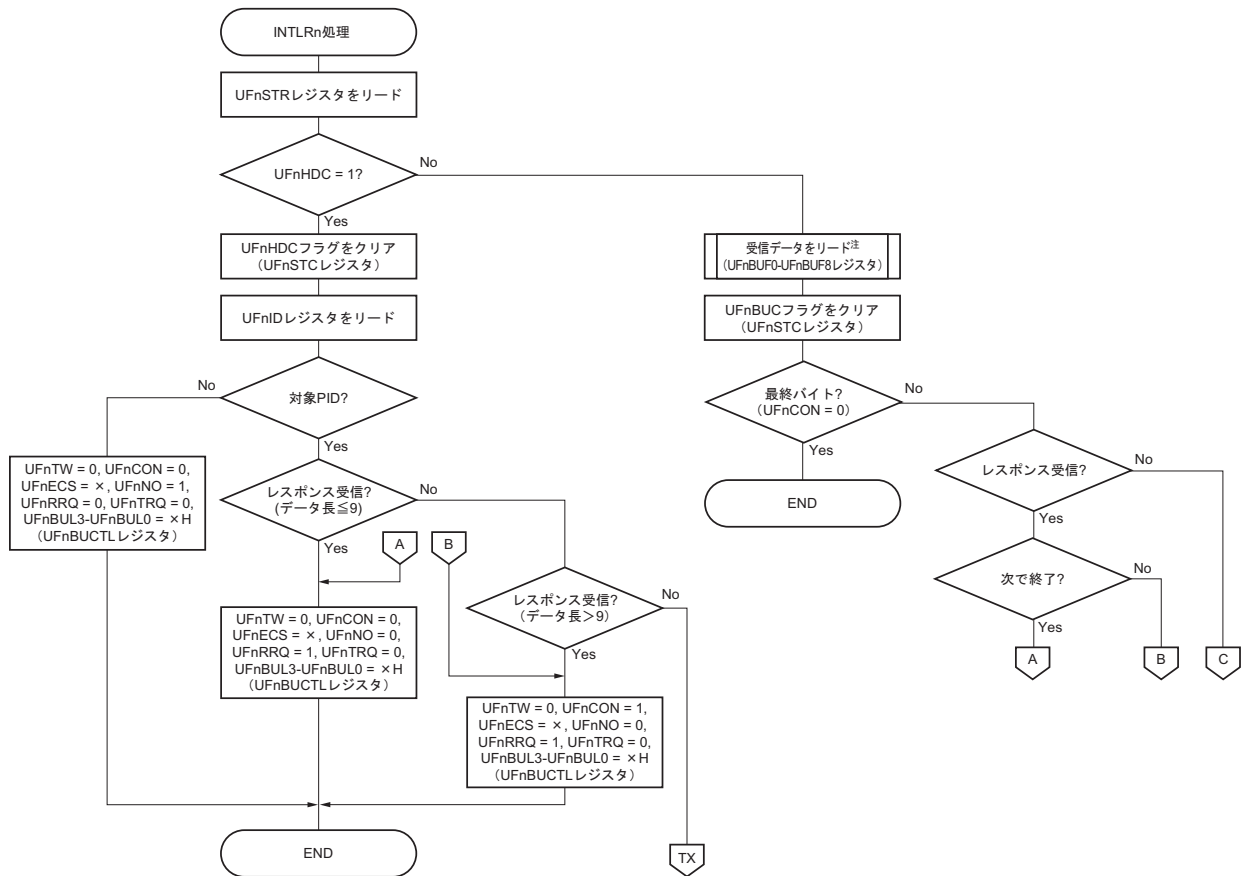 INTLRn処理
UFnSTRレジスタをリード
UFnHDC = 1?
No
Yes
UFnHDCフラグをクリア
（UFnSTCレジスタ）
UFnIDレジスタをリード
対象PID?
No
Yes
UFnTW = 0, UFnCON = 0,
UFnECS = ×, UFnNO = 1,
UFnRRQ = 0, UFnTRQ = 0,
UFnBUL3-UFnBUL0 = ×H
（UFnBUCTLレジスタ）
レスポンス受信?
(データ長≦9)
No
Yes
A
B
UFnTW = 0, UFnCON = 0,
UFnECS = ×, UFnNO = 0,
UFnRRQ = 1, UFnTRQ = 0,
UFnBUL3-UFnBUL0 = ×H
（UFnBUCTLレジスタ）
レスポンス受信?
（データ長＞9）
No
Yes
UFnTW = 0, UFnCON = 1,
UFnECS = ×, UFnNO = 0,
UFnRRQ = 1, UFnTRQ = 0,
UFnBUL3-UFnBUL0 = ×H
（UFnBUCTLレジスタ）
END
TX
受信データをリード注
（UFnBUF0-UFnBUF8レジスタ）
UFnBUCフラグをクリア
（UFnSTCレジスタ）
最終バイト?
（UFnCON = 0）
No
Yes
END
レスポンス受信?
No
Yes
次で終了?
No
Yes
A
B
C